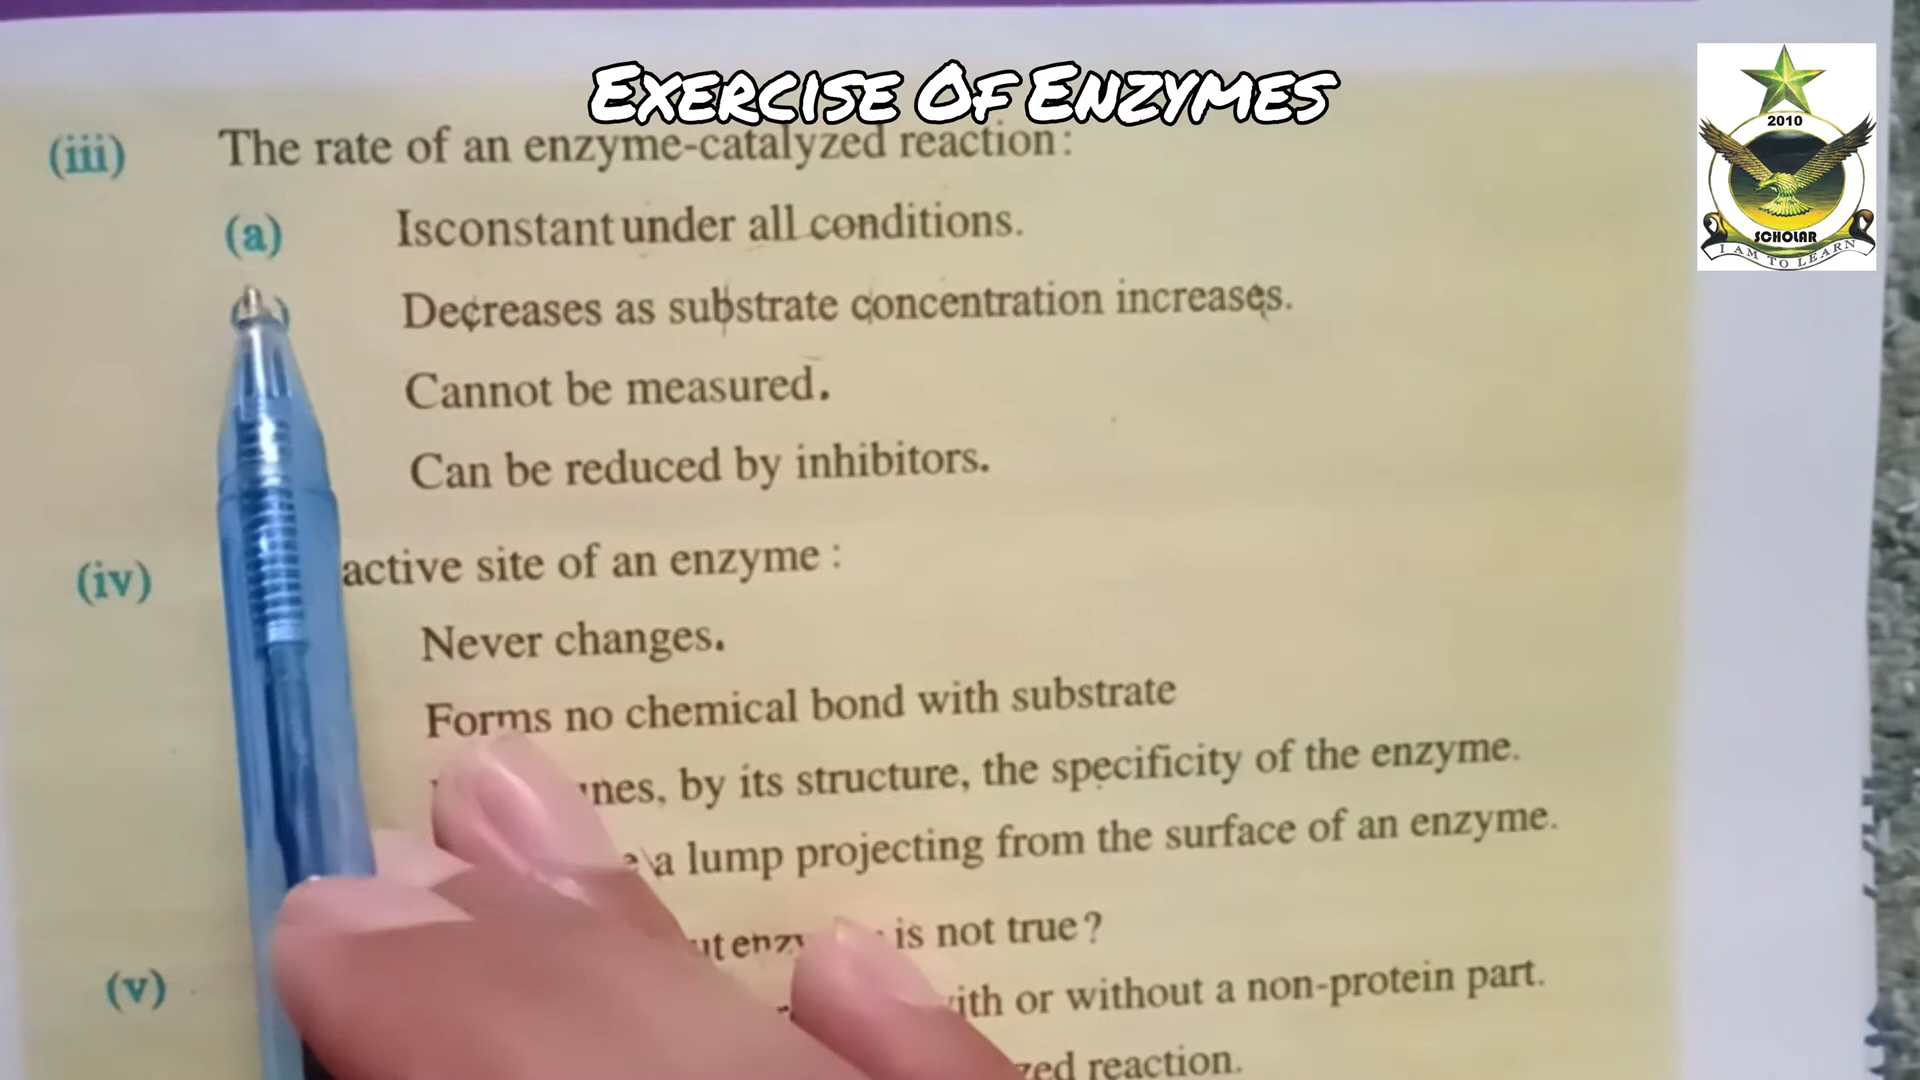 EXERCISE OF ENZYMES
2010
SCHOLAR
I AM TO LEARN
(iii) The rate of an enzyme-catalyzed reaction:
(a) Isconstant under all conditions.
Decreases as substrate concentration increases.
Cannot be measured.
Can be reduced by inhibitors.
(iv) active site of an enzyme :
Never changes.
Forms no chemical bond with substrate
by its structure, the specificity of the enzyme.
a lump projecting from the surface of an enzyme.
(v) is not true?
or without a non-protein part.
reaction.